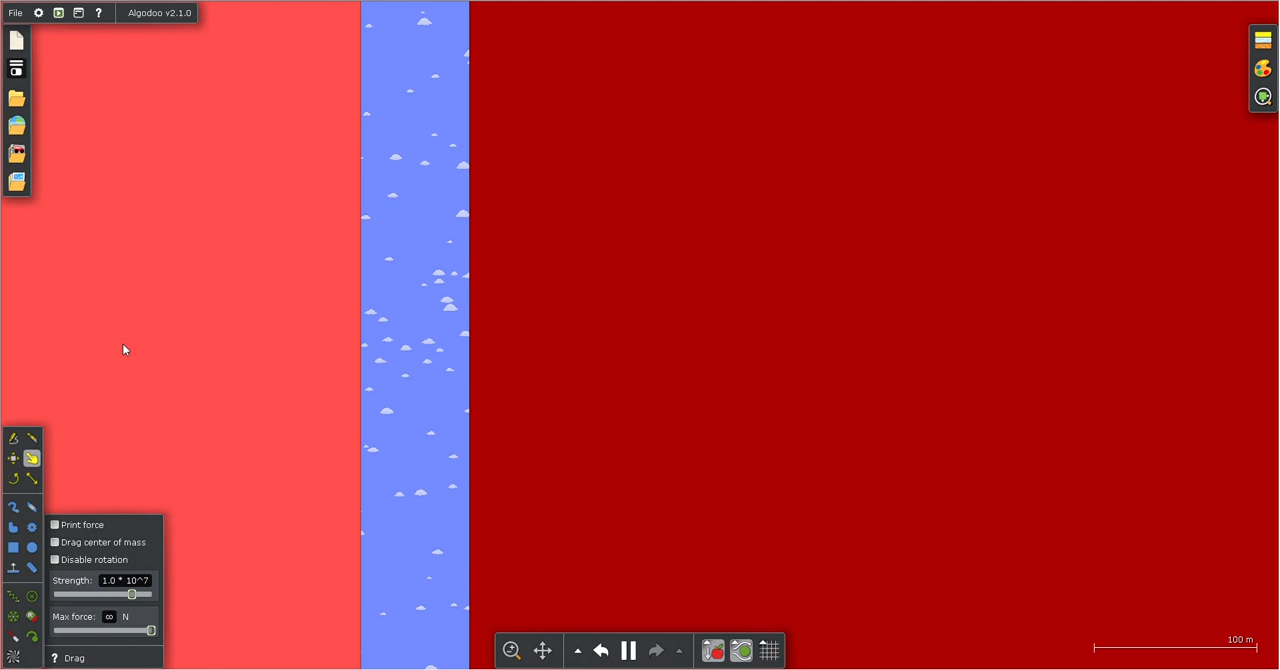 File ? Algodoo v2.1.0
Print force
Drag center of mass
Disable rotation
Strength: 1.0 * 10^7
Max force: ∞ N
? Drag
100 m